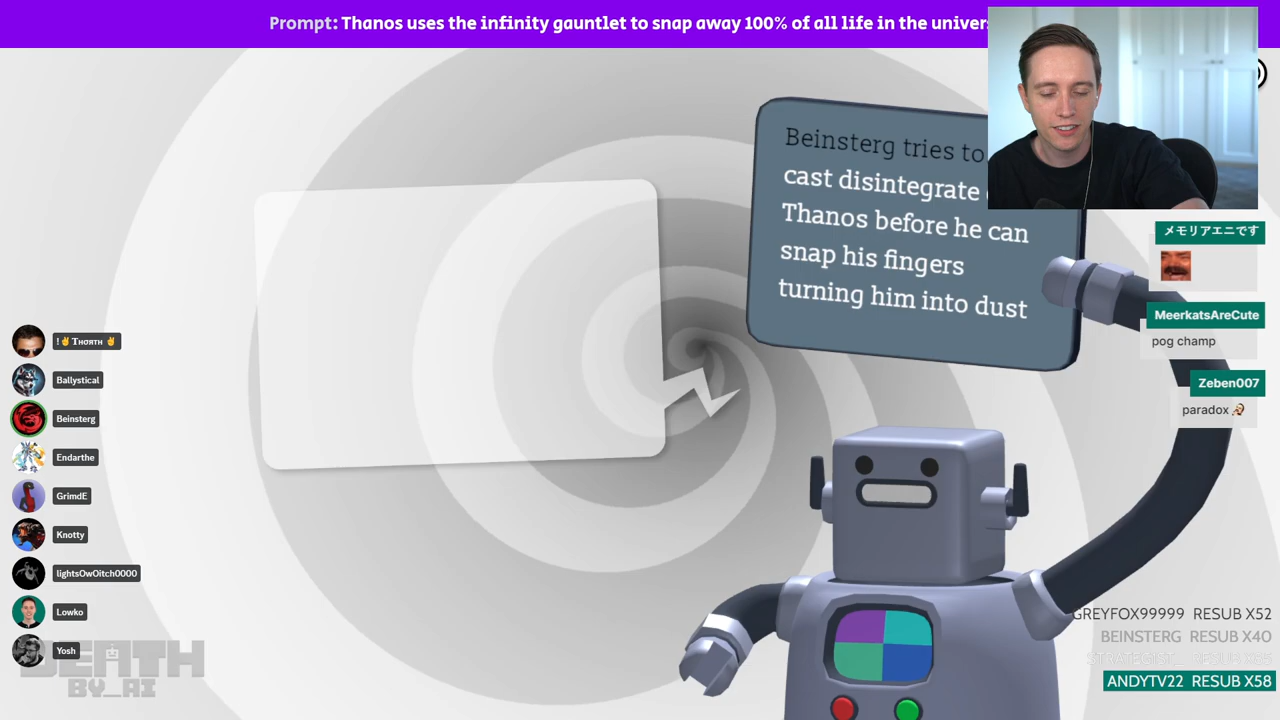 Prompt: Thanos uses the infinity gauntlet to snap away 100% of all life in the
Beinsterg tries to
cast disintegrate
Thanos before he can
snap his fingers
turning him into dust
メモリアエニです
MeerkatsAreCute
pog champ
Zeben007
paradox
!✌Tʜσʀᴛʜ ✌
Ballystical
Beinsterg
Endarthe
GrimdE
Knotty
lightsOwOitch0000
Lowko
Yosh
DEATH
BY_AI
GREYFOX99999 RESUB X52
BEINSTERG RESUB X40
ANDYTV22 RESUB X58